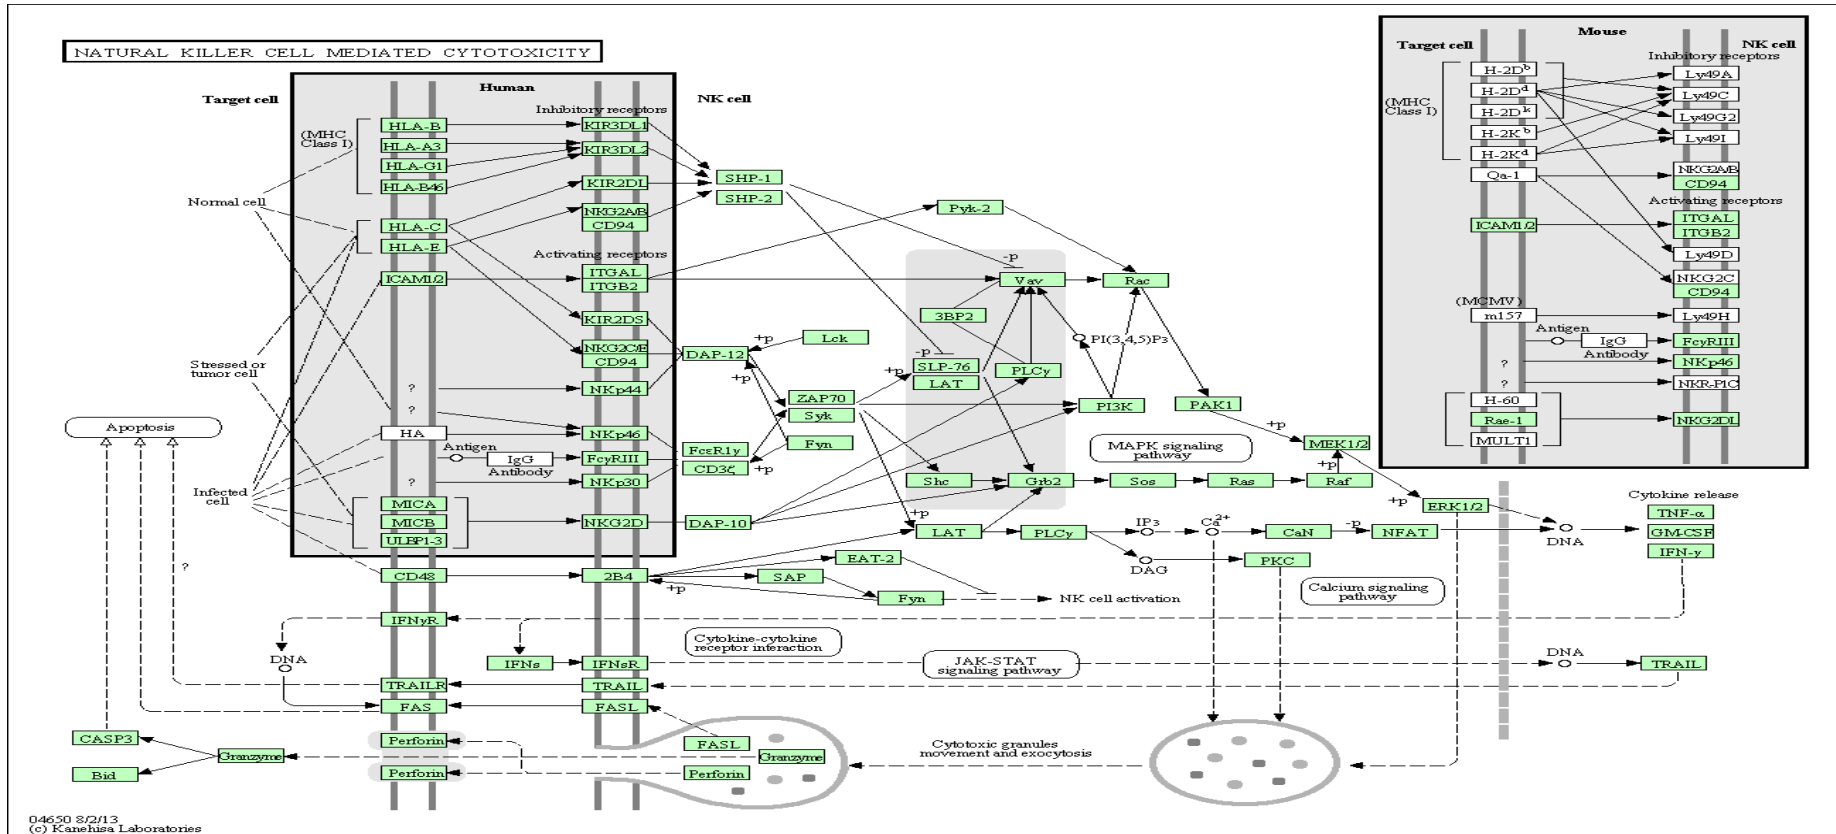 NATURAL KILLER CELL MEDIATED CYTOTOXICITY
Target cell
Human
NK cell
Inhibitory receptors
(MHC
Class I)
HLA-B
KIR3DL1
HLA-A3
KIR3DL2
HLA-G1
HLA-B46
KIR2DL
SHP-1
SHP-2
Normal cell
HLA-C
NKG2A/B
CD94
HLA-E
Pyk-2
Activating receptors
ICAM1/2
ITGAL
ITGB2
-p
Vav
Rac
KIR2DS
3BP2
+p
Lck
PI(3,4,5)P3
NKG2C/E
CD94
DAP-12
-p
SLP-76
LAT
PLCγ
Stressed or
tumor cell
?
NKp44
+p
+p
ZAP70
Syk
PI3K
PAK1
?
Apoptosis
HA
NKp46
Fyn
+p
MEK1/2
MAPK signaling
pathway
Antigen
IgG
Antibody
FcγRIII
FcεR1γ
CD3ζ
+p
+p
Infected
cell
?
NKp30
Shc
Grb2
Sos
Ras
Raf
MICA
MICB
ULBP1-3
NKG2D
DAP-10
+p
+p
ERK1/2
LAT
PLCγ
IP3
Ca2+
CaN
-p
NFAT
DNA
Cytokine release
TNF-α
GM-CSF
IFN-γ
DAG
PKC
?
CD48
2B4
+p
EAT-2
SAP
Fyn
NK cell activation
Calcium signaling
pathway
IFNγR
Cytokine-cytokine
receptor interaction
DNA
IFNs
IFNsR
JAK-STAT
signaling pathway
DNA
TRAIL
TRAILR
TRAIL
FAS
FASL
CASP3
Perforin
FASL
Granzyme
Granzyme
Cytotoxic granules
movement and exocytosis
Bid
Perforin
Perforin
Mouse
Target cell
NK cell
Inhibitory receptors
(MHC
Class I)
H-2Db
Ly49A
H-2Dd
Ly49C
H-2Dk
Ly49G2
H-2Kb
Ly49I
H-2Kd
Qa-1
NKG2A/B
CD94
Activating receptors
ICAM1/2
ITGAL
ITGB2
Ly49D
NKG2C
CD94
(MCMV)
m157
Ly49H
Antigen
IgG
Antibody
FcγRIII
?
NKp46
?
NKR-P1C
H-60
Rae-1
MULT1
NKG2DL
04650 8/2/13
(c) Kanehisa Laboratories